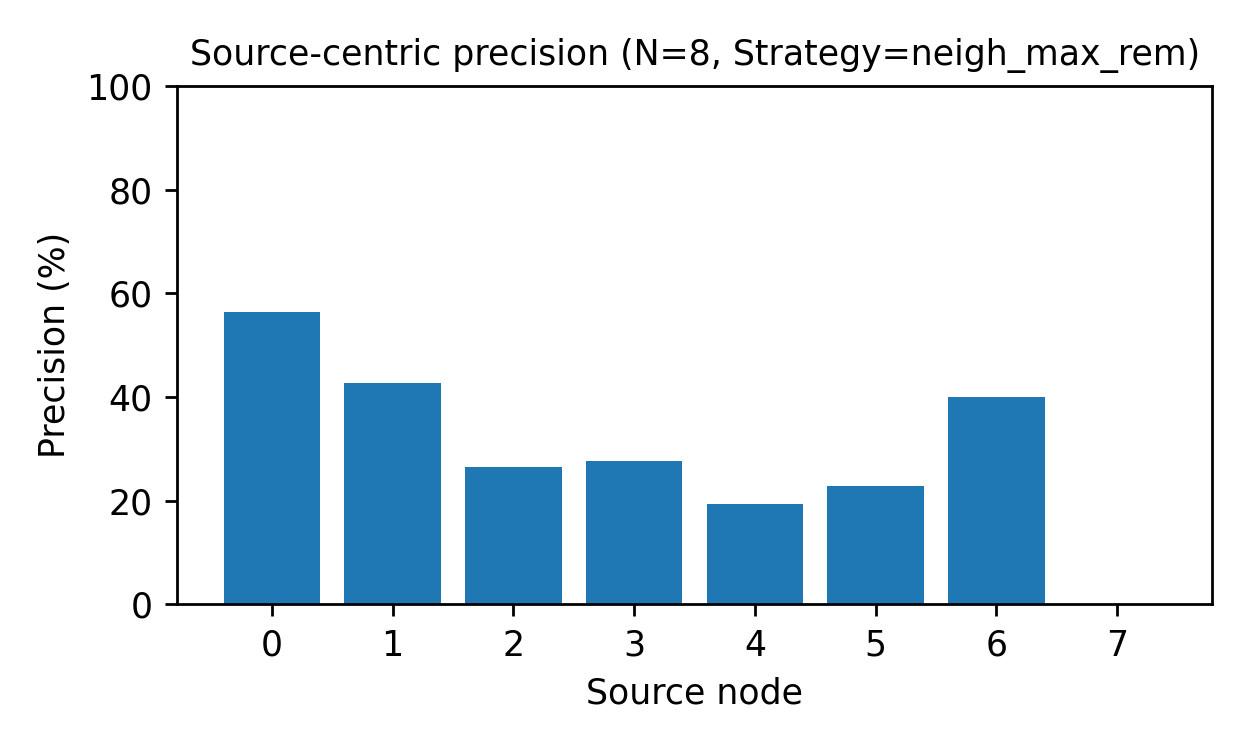 Source-centric precision (N=8, Strategy=neigh_max_rem)
100
80
60
40
20
0
Precision (%)
0 1 2 3 4 5 6 7
Source node